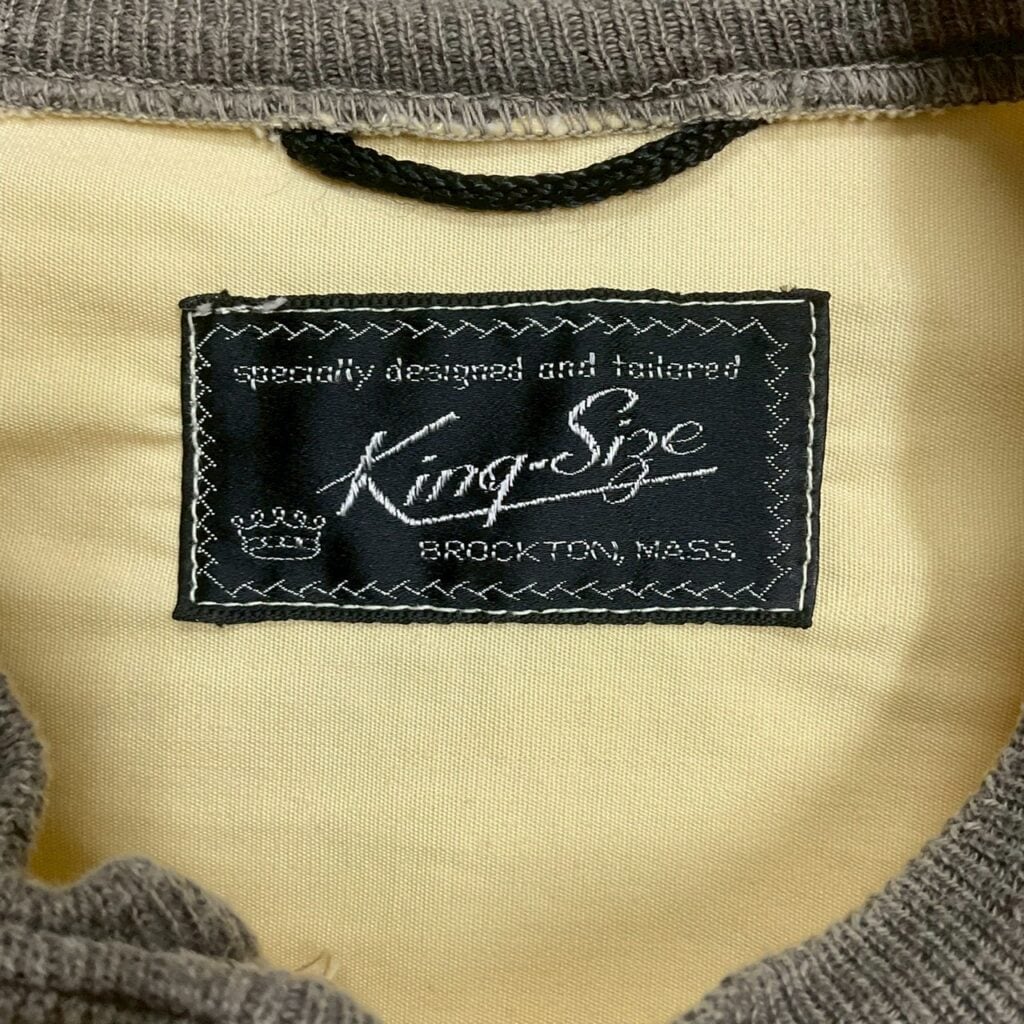 specially designed and tailored
King-Size
BROCKTON, MASS.